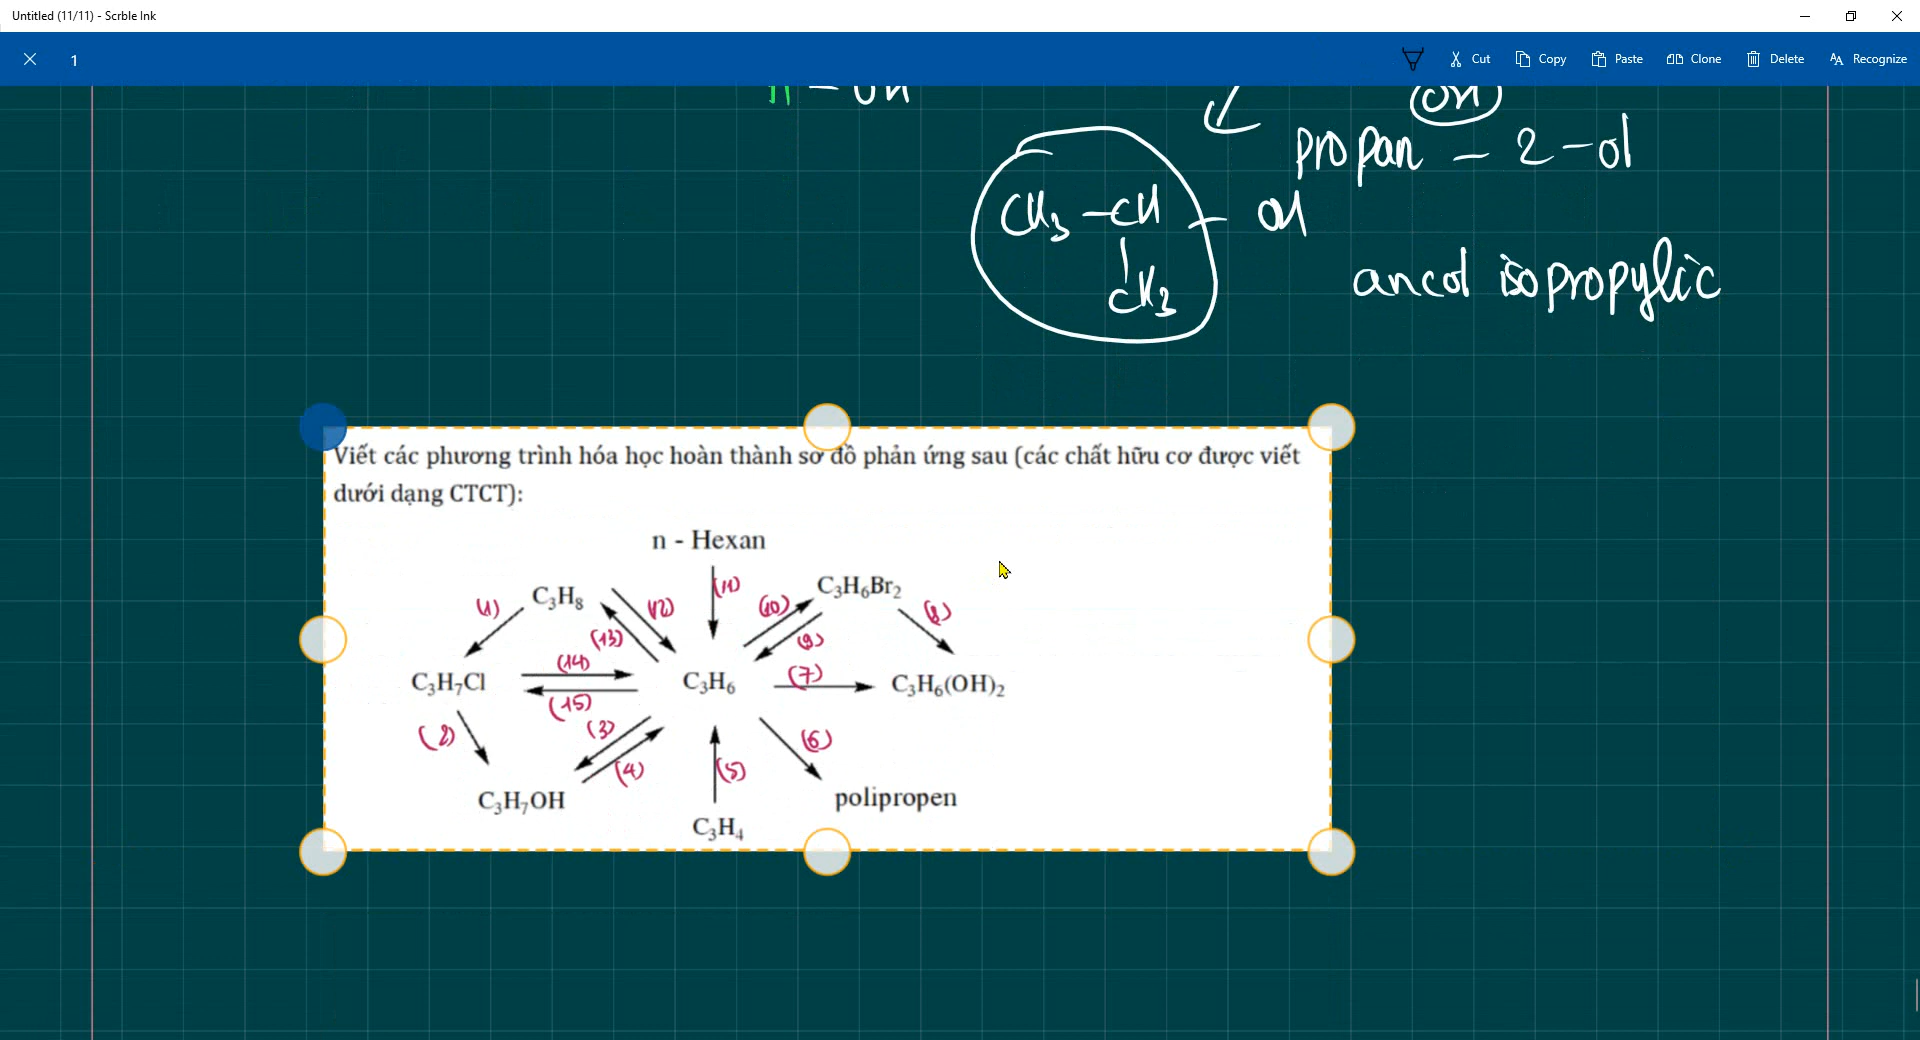 Untitled (11/11) - Scrble Ink
1
Cut
Copy
Paste
Clone
Delete
Recognize
OH
propan - 2 - ol
CH3 - CH - OH
CH3
ancol isopropylic
Viết các phương trình hóa học hoàn thành sơ đồ phản ứng sau (các chất hữu cơ được viết
dưới dạng CTCT):
n - Hexan
C₃H₈
(1)
(12)
(11)
(10)
C₃H₆Br₂
(8)
(13)
(9)
C₃H₇Cl
(14)
(15)
C₃H₆
(7)
C₃H₆(OH)₂
(2)
(3)
(4)
(5)
(6)
C₃H₇OH
polipropen
C₃H₄